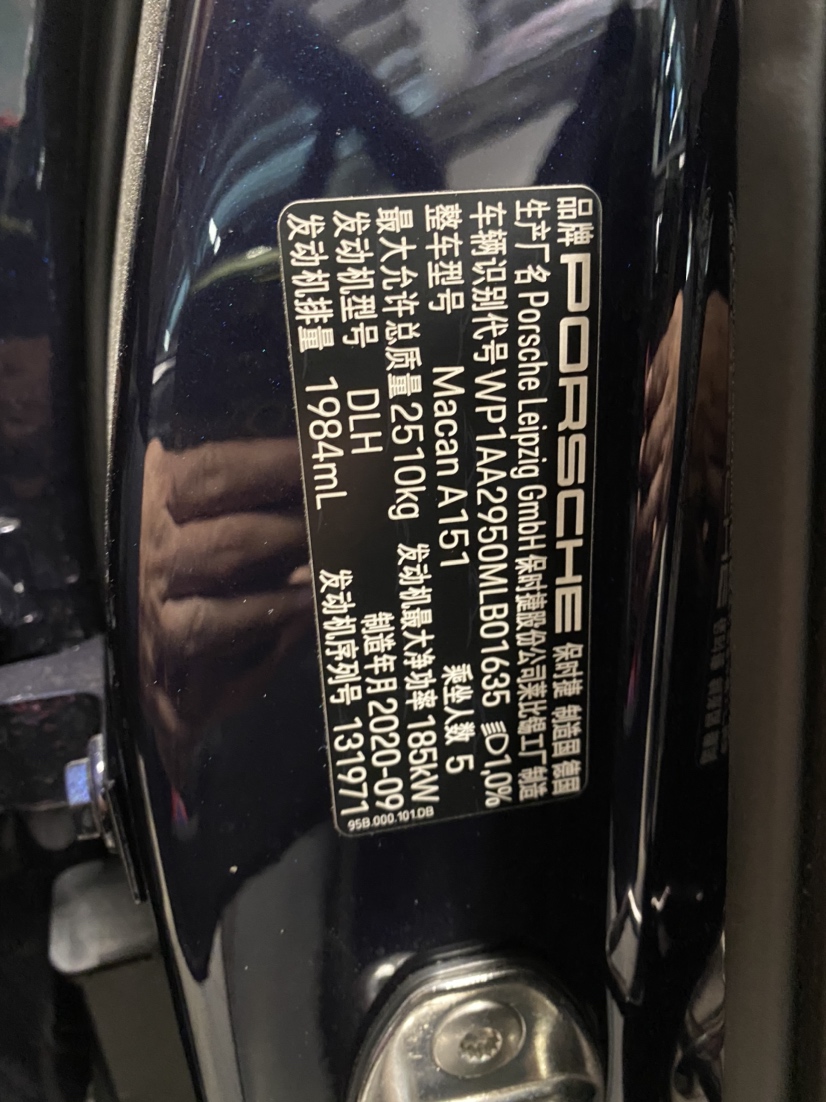 品牌 PORSCHE 保时捷 制造国 德国
生产厂名 Porsche Leipzig GmbH 保时捷股份公司莱比锡工厂 制造
车辆识别代号 WP1AA2950MLB01635 1,0%
整车型号 Macan A151 乘坐人数 5
最大允许总质量 2510kg 发动机最大净功率 185kW
发动机型号 DLH 制造年月 2020-09
发动机排量 1984mL 发动机序列号 131971
95B.000.101.DB